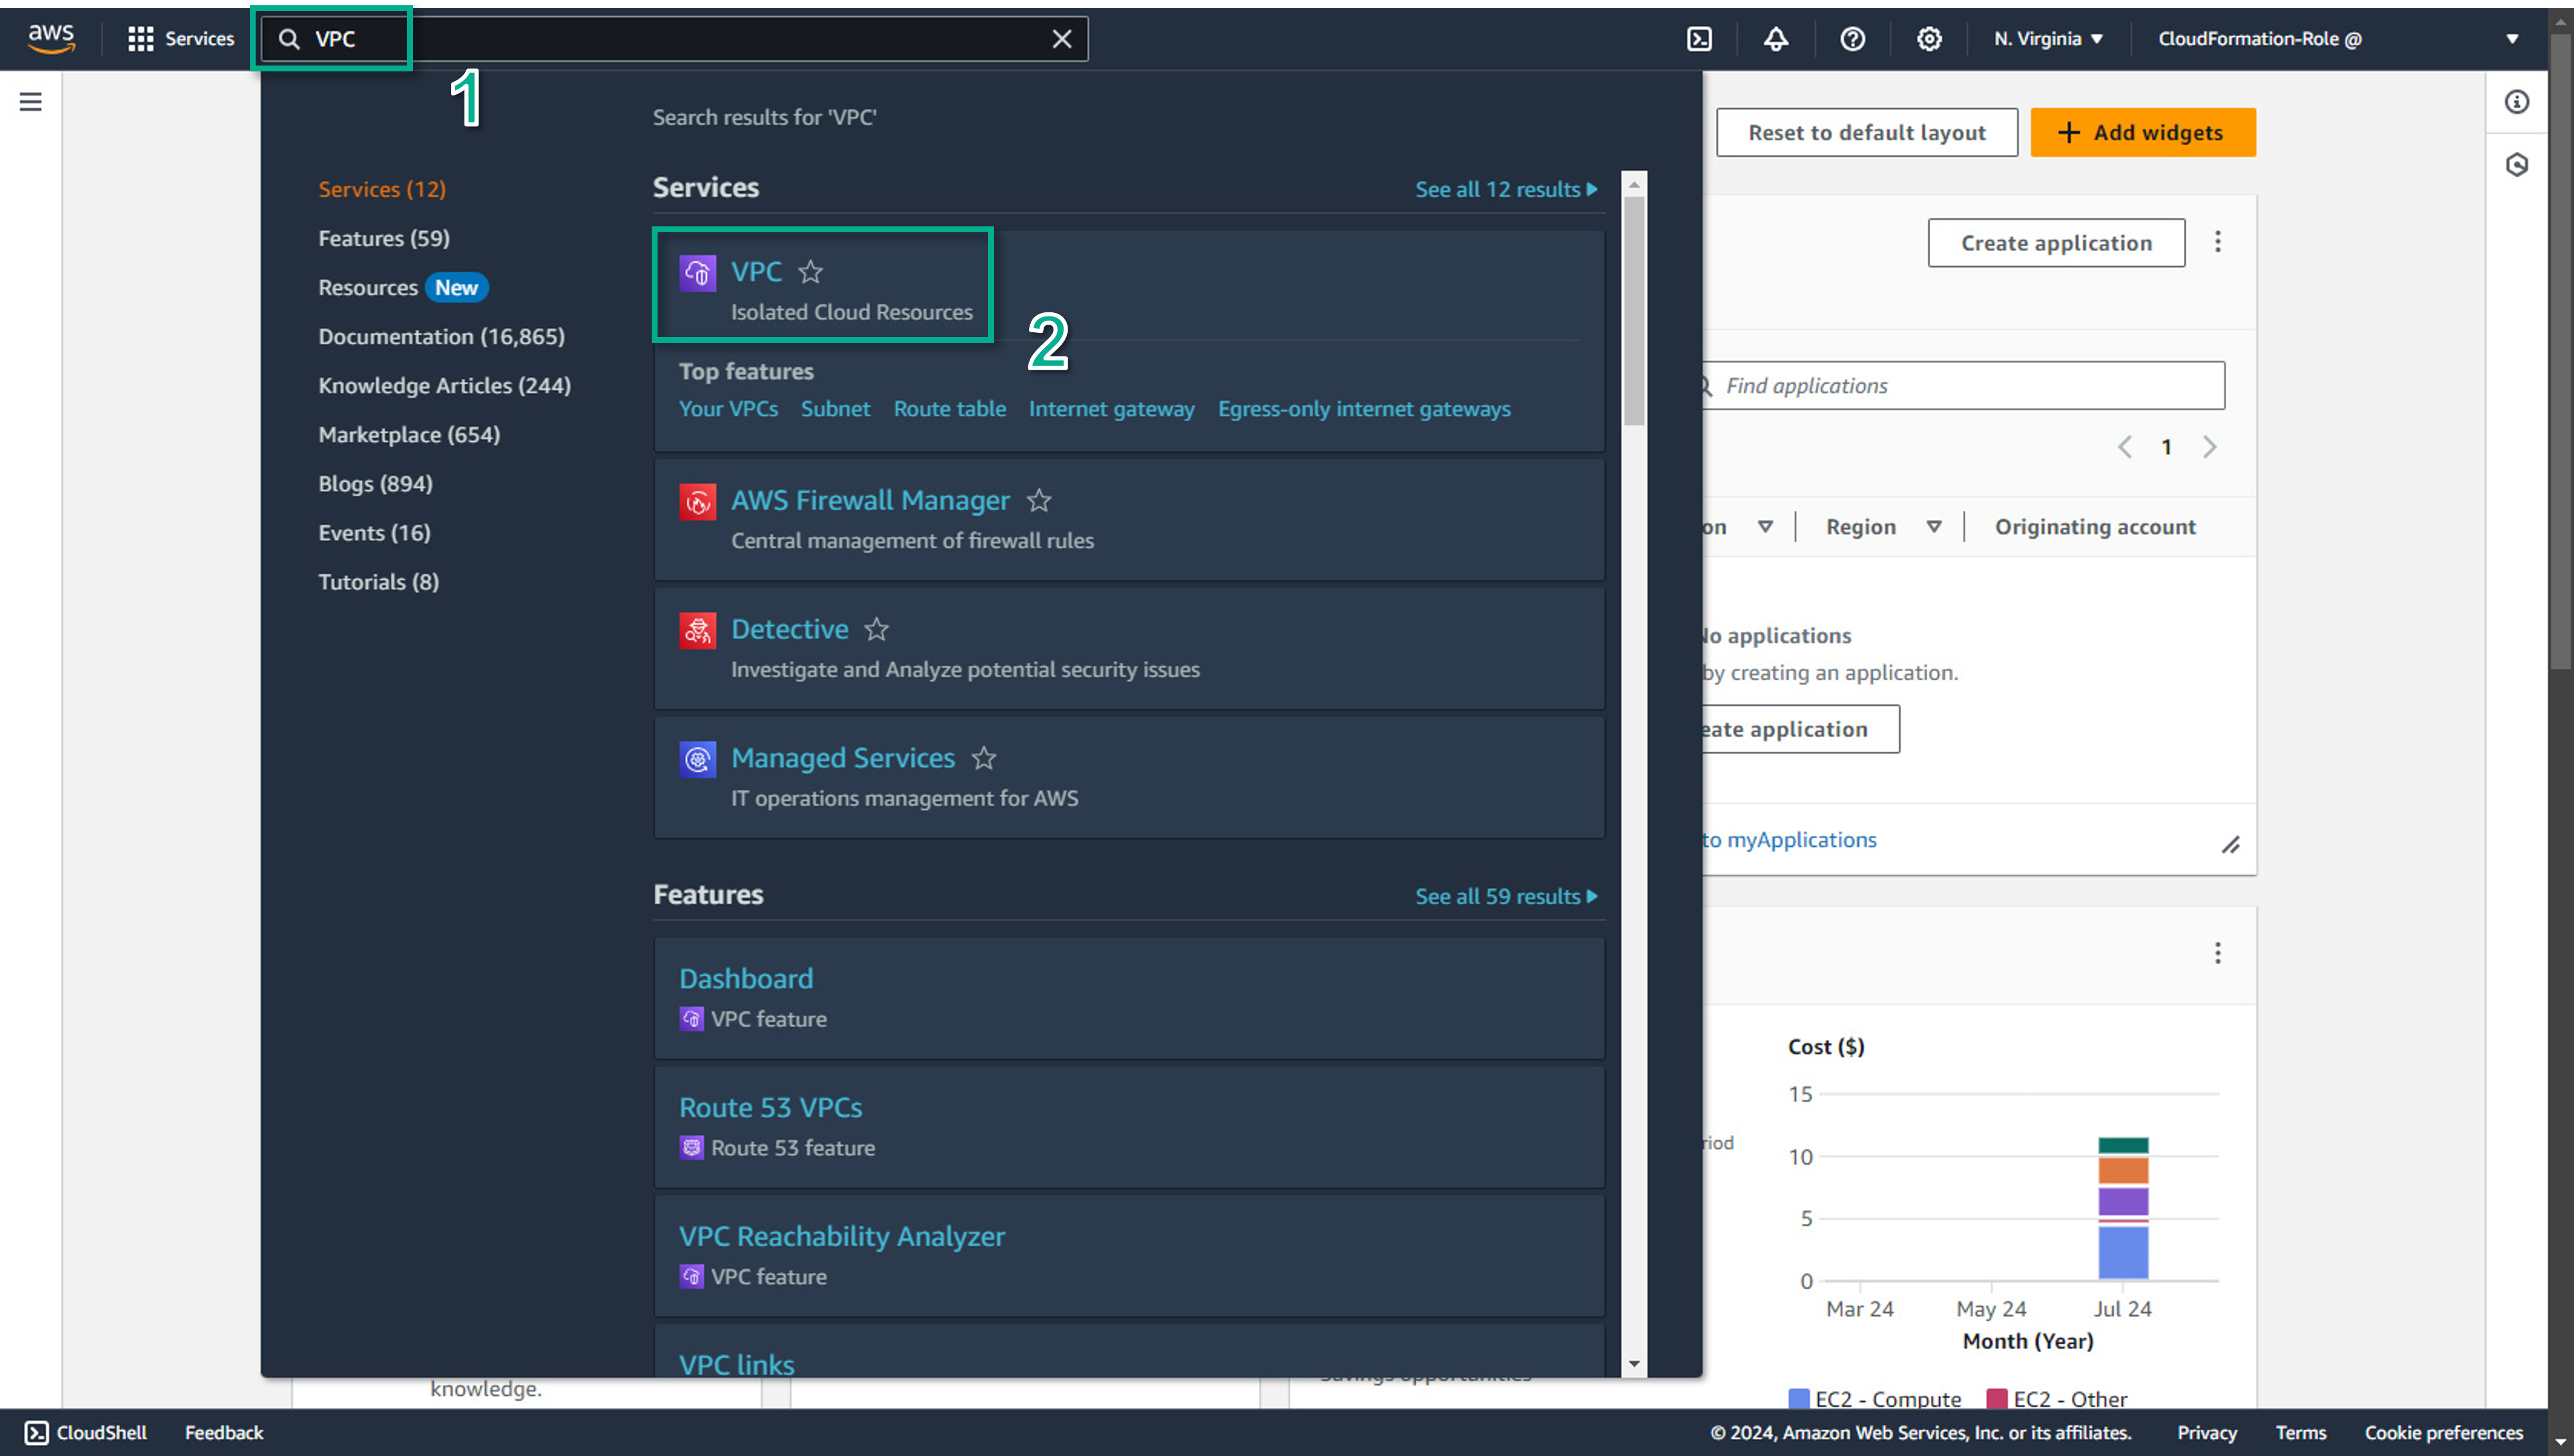 aws
Services
VPC
N. Virginia
CloudFormation-Role @
1
Search results for 'VPC'
Reset to default layout
Add widgets
Services (12)
Features (59)
Resources New
Documentation (16,865)
Knowledge Articles (244)
Marketplace (654)
Blogs (894)
Events (16)
Tutorials (8)
Services
See all 12 results
VPC
Isolated Cloud Resources
2
Top features
Your VPCs Subnet Route table Internet gateway Egress-only internet gateways
AWS Firewall Manager
Central management of firewall rules
Detective
Investigate and Analyze potential security issues
Managed Services
IT operations management for AWS
Features
See all 59 results
Dashboard
VPC feature
Route 53 VPCs
Route 53 feature
VPC Reachability Analyzer
VPC feature
VPC links
Create application
Find applications
1
on Region Originating account
No applications
by creating an application.
eate application
to myApplications
riod
Cost ($)
15
10
5
0
Mar 24 May 24 Jul 24
Month (Year)
EC2 - Compute EC2 - Other
knowledge.
Savings opportunities
CloudShell
Feedback
© 2024, Amazon Web Services, Inc. or its affiliates.
Privacy
Terms
Cookie preferences